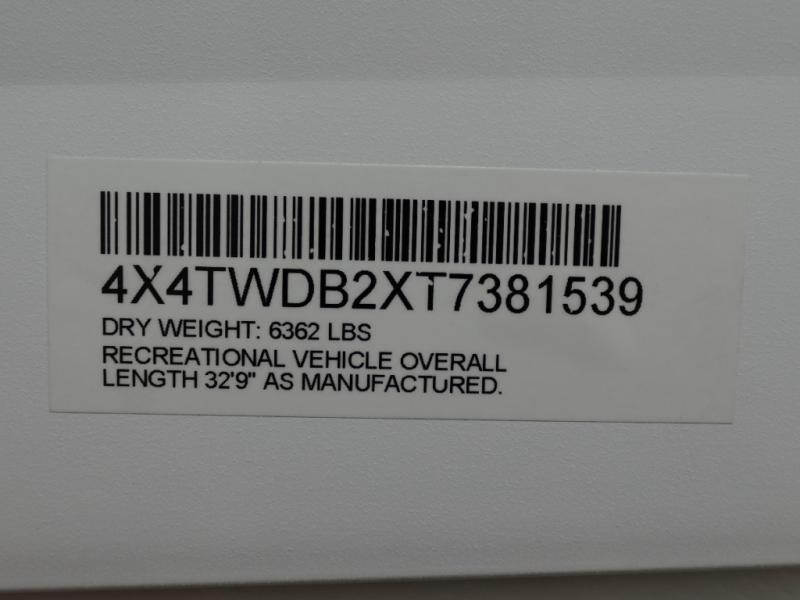 4X4TWDB2XT7381539
DRY WEIGHT: 6362 LBS
RECREATIONAL VEHICLE OVERALL
LENGTH 32'9" AS MANUFACTURED.